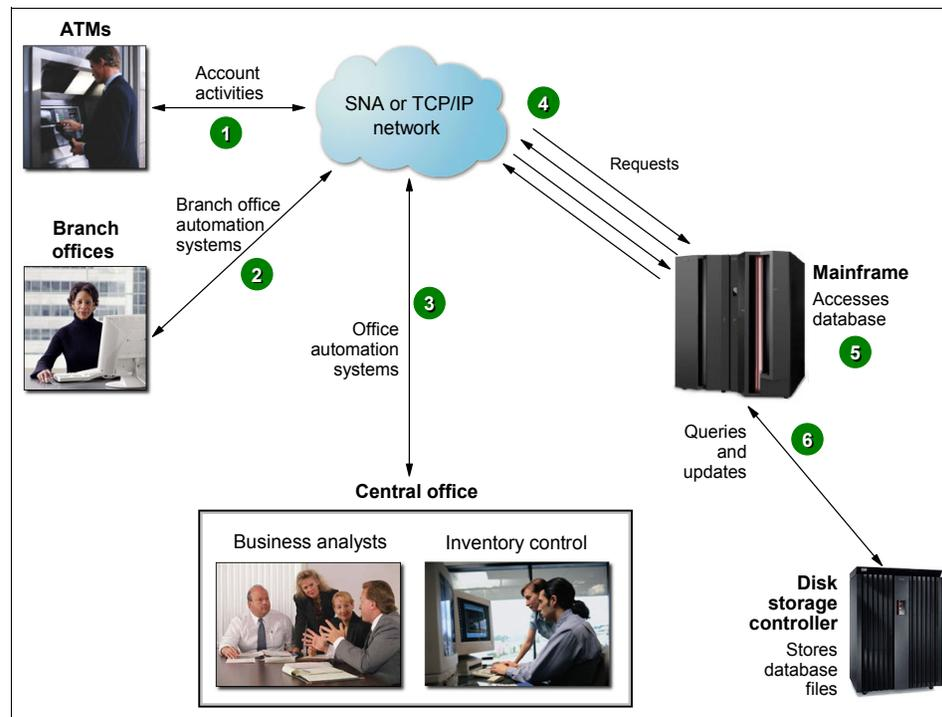 ATMs
Account
activities
1
SNA or TCP/IP
network
4
Requests
Branch office
automation
systems
2
Branch
offices
3
Office
automation
systems
Mainframe
Accesses
database
5
Queries
and
updates
6
Central office
Business analysts
Inventory control
Disk
storage
controller
Stores
database
files